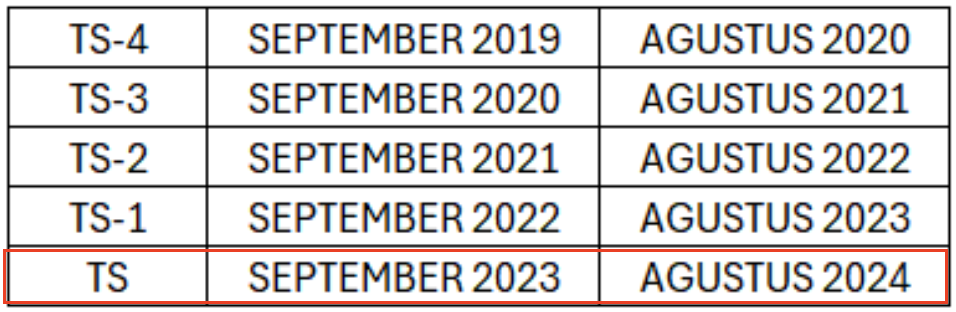 TS-4 SEPTEMBER 2019 AGUSTUS 2020
TS-3 SEPTEMBER 2020 AGUSTUS 2021
TS-2 SEPTEMBER 2021 AGUSTUS 2022
TS-1 SEPTEMBER 2022 AGUSTUS 2023
TS SEPTEMBER 2023 AGUSTUS 2024